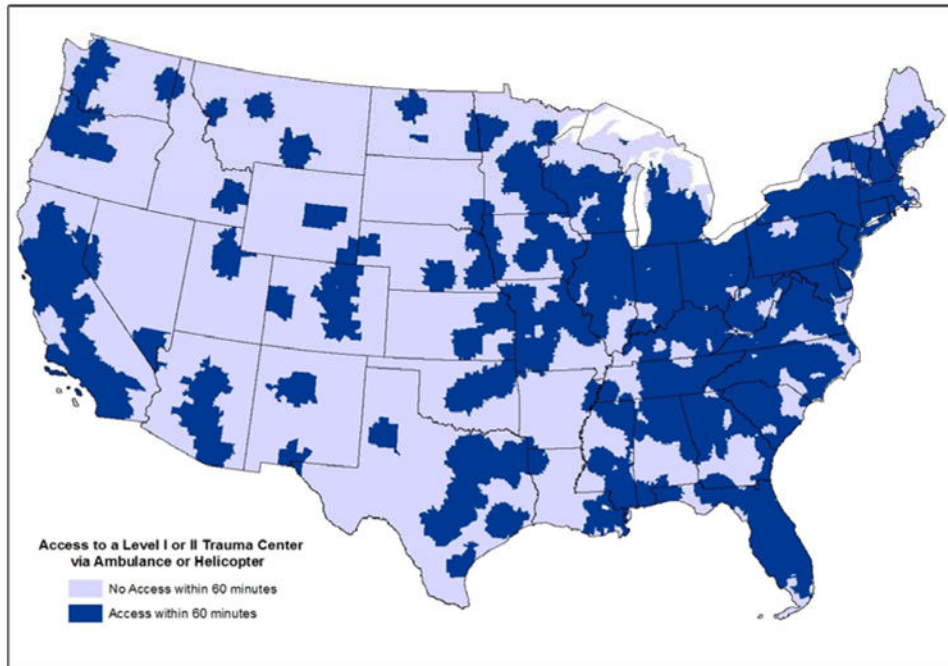 Access to a Level I or II Trauma Center
via Ambulance or Helicopter
No Access within 60 minutes
Access within 60 minutes